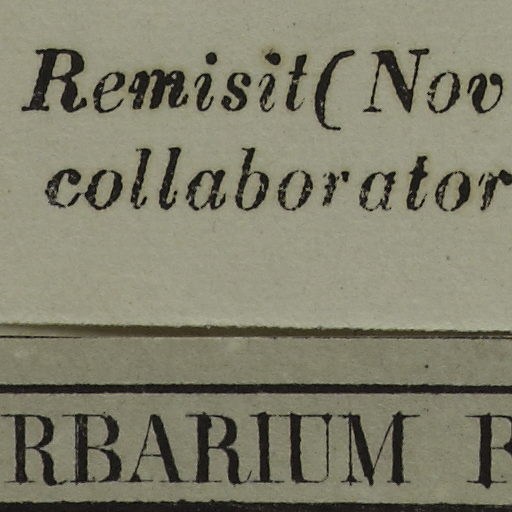 Remisit ( Nov
collaborator
RBARIUM